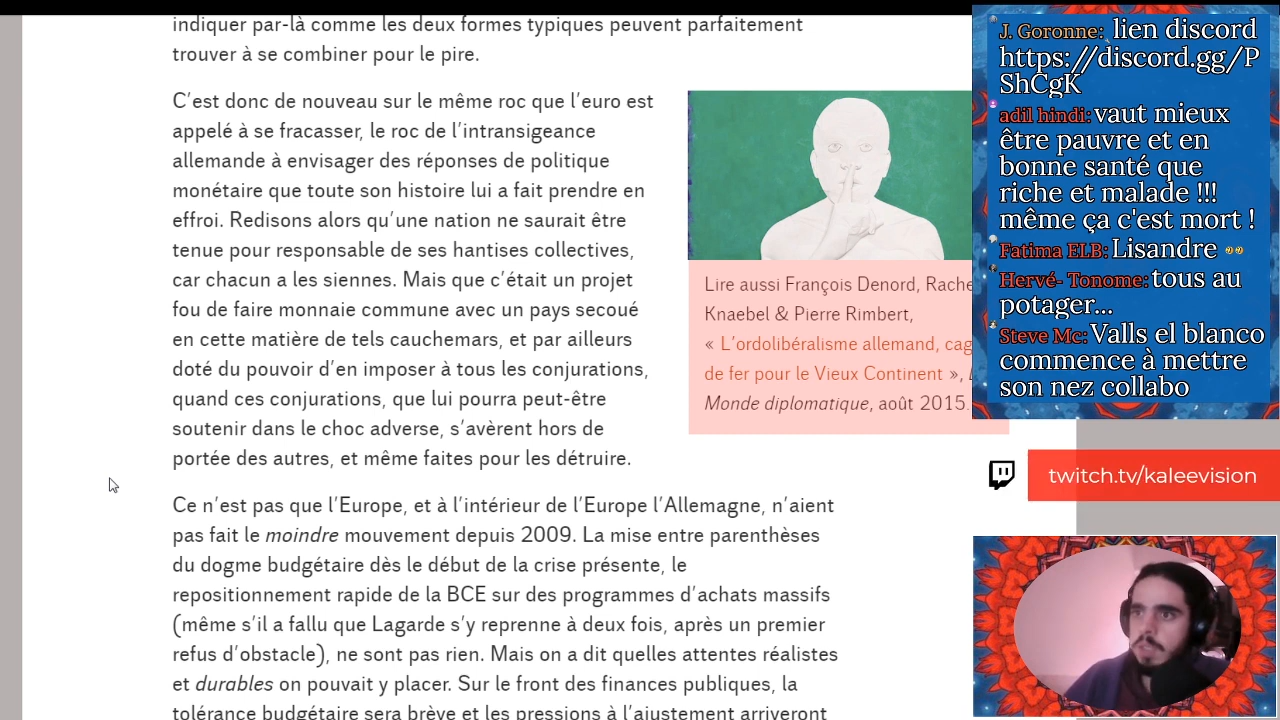 indiquer par-là comme les deux formes typiques peuvent parfaitement
trouver à se combiner pour le pire.
C’est donc de nouveau sur le même roc que l’euro est
appelé à se fracasser, le roc de l’intransigeance
allemande à envisager des réponses de politique
monétaire que toute son histoire lui a fait prendre en
effroi. Redisons alors qu’une nation ne saurait être
tenue pour responsable de ses hantises collectives,
car chacun a les siennes. Mais que c’était un projet
fou de faire monnaie commune avec un pays secoué
en cette matière de tels cauchemars, et par ailleurs
doté du pouvoir d’en imposer à tous les conjurations,
quand ces conjurations, que lui pourra peut-être
soutenir dans le choc adverse, s’avèrent hors de
portée des autres, et même faites pour les détruire.
Lire aussi François Denord, Rache
Knaebel & Pierre Rimbert,
« L’ordolibéralisme allemand, cag
de fer pour le Vieux Continent »,
Monde diplomatique, août 2015.
Ce n’est pas que l’Europe, et à l’intérieur de l’Europe l’Allemagne, n’aient
pas fait le moindre mouvement depuis 2009. La mise entre parenthèses
du dogme budgétaire dès le début de la crise présente, le
repositionnement rapide de la BCE sur des programmes d’achats massifs
(même s’il a fallu que Lagarde s’y reprenne à deux fois, après un premier
refus d’obstacle), ne sont pas rien. Mais on a dit quelles attentes réalistes
et durables on pouvait y placer. Sur le front des finances publiques, la
tolérance budgétaire sera brève et les pressions à l’ajustement arriveront
J. Goronne: lien discord
https://discord.gg/P
ShCgK
adil hindi: vaut mieux
être pauvre et en
bonne santé que
riche et malade !!!
même ça c'est mort !
Fatima ELB: Lisandre 👀
Hervé- Tonome: tous au
potager...
Steve Mc: Valls el blanco
commence à mettre
son nez collabo
twitch.tv/kaleevision